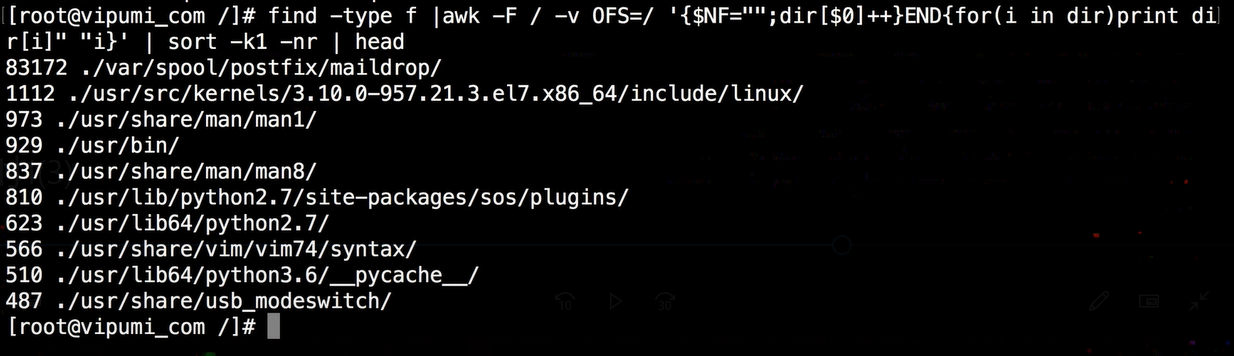 [root@vipumi_com /]# find -type f |awk -F / -v OFS=/ '{$NF="";dir[$0]++}END{for(i in dir)print di
r[i]" "i}' | sort -k1 -nr | head
83172 ./var/spool/postfix/maildrop/
1112 ./usr/src/kernels/3.10.0-957.21.3.el7.x86_64/include/linux/
973 ./usr/share/man/man1/
929 ./usr/bin/
837 ./usr/share/man/man8/
810 ./usr/lib/python2.7/site-packages/sos/plugins/
623 ./usr/lib64/python2.7/
566 ./usr/share/vim/vim74/syntax/
510 ./usr/lib64/python3.6/__pycache__/
487 ./usr/share/usb_modeswitch/
10 30
[root@vipumi_com /]#